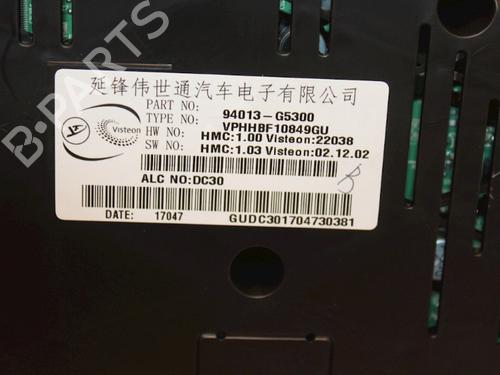 延锋伟世通汽车电子有限公司
PART NO: 94013-G5300
TYPE NO: VPHHBF10849GU
HW NO: HMC:1.00 Visteon:22038
SW NO: HMC:1.03 Visteon:02.12.02
Visteon
ALC NO:DC30
DATE: 17047 GUDC301704730381
B-PARTS